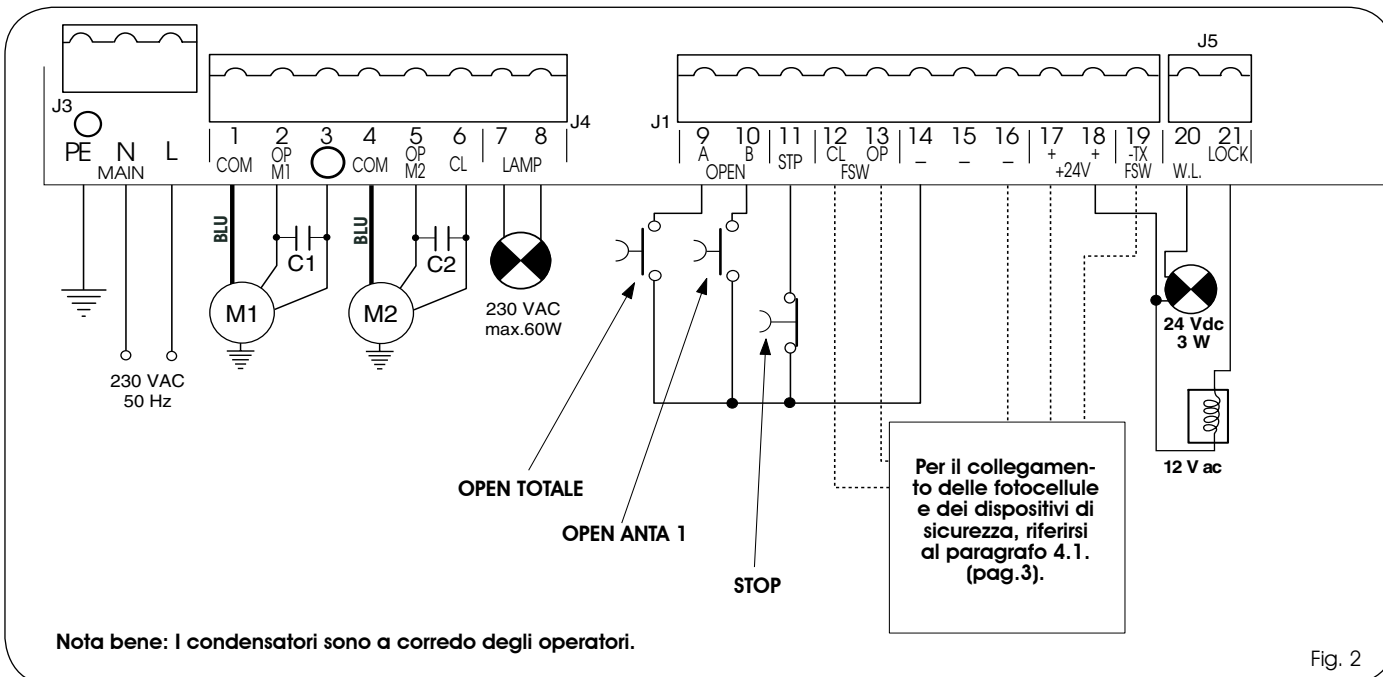 J5
J3
J4
J1
PE N L
MAIN
1 2 3 4 5 6 7 8
COM OP M1 COM OP M2 CL LAMP
9 10 11 12 13 14 15 16 17 18 19 20 21
A B STP CL OP _ _ _ + + -TX LOCK
OPEN FSW +24V FSW W.L.
BLU BLU
C1 C2
M1 M2
230 VAC
max.60W
230 VAC
50 Hz
24 Vdc
3 W
12 V ac
OPEN TOTALE
OPEN ANTA 1
STOP
Per il collegamen-
to delle fotocellule
e dei dispositivi di
sicurezza, riferirsi
al paragrafo 4.1.
(pag.3).
Nota bene: I condensatori sono a corredo degli operatori.
Fig. 2